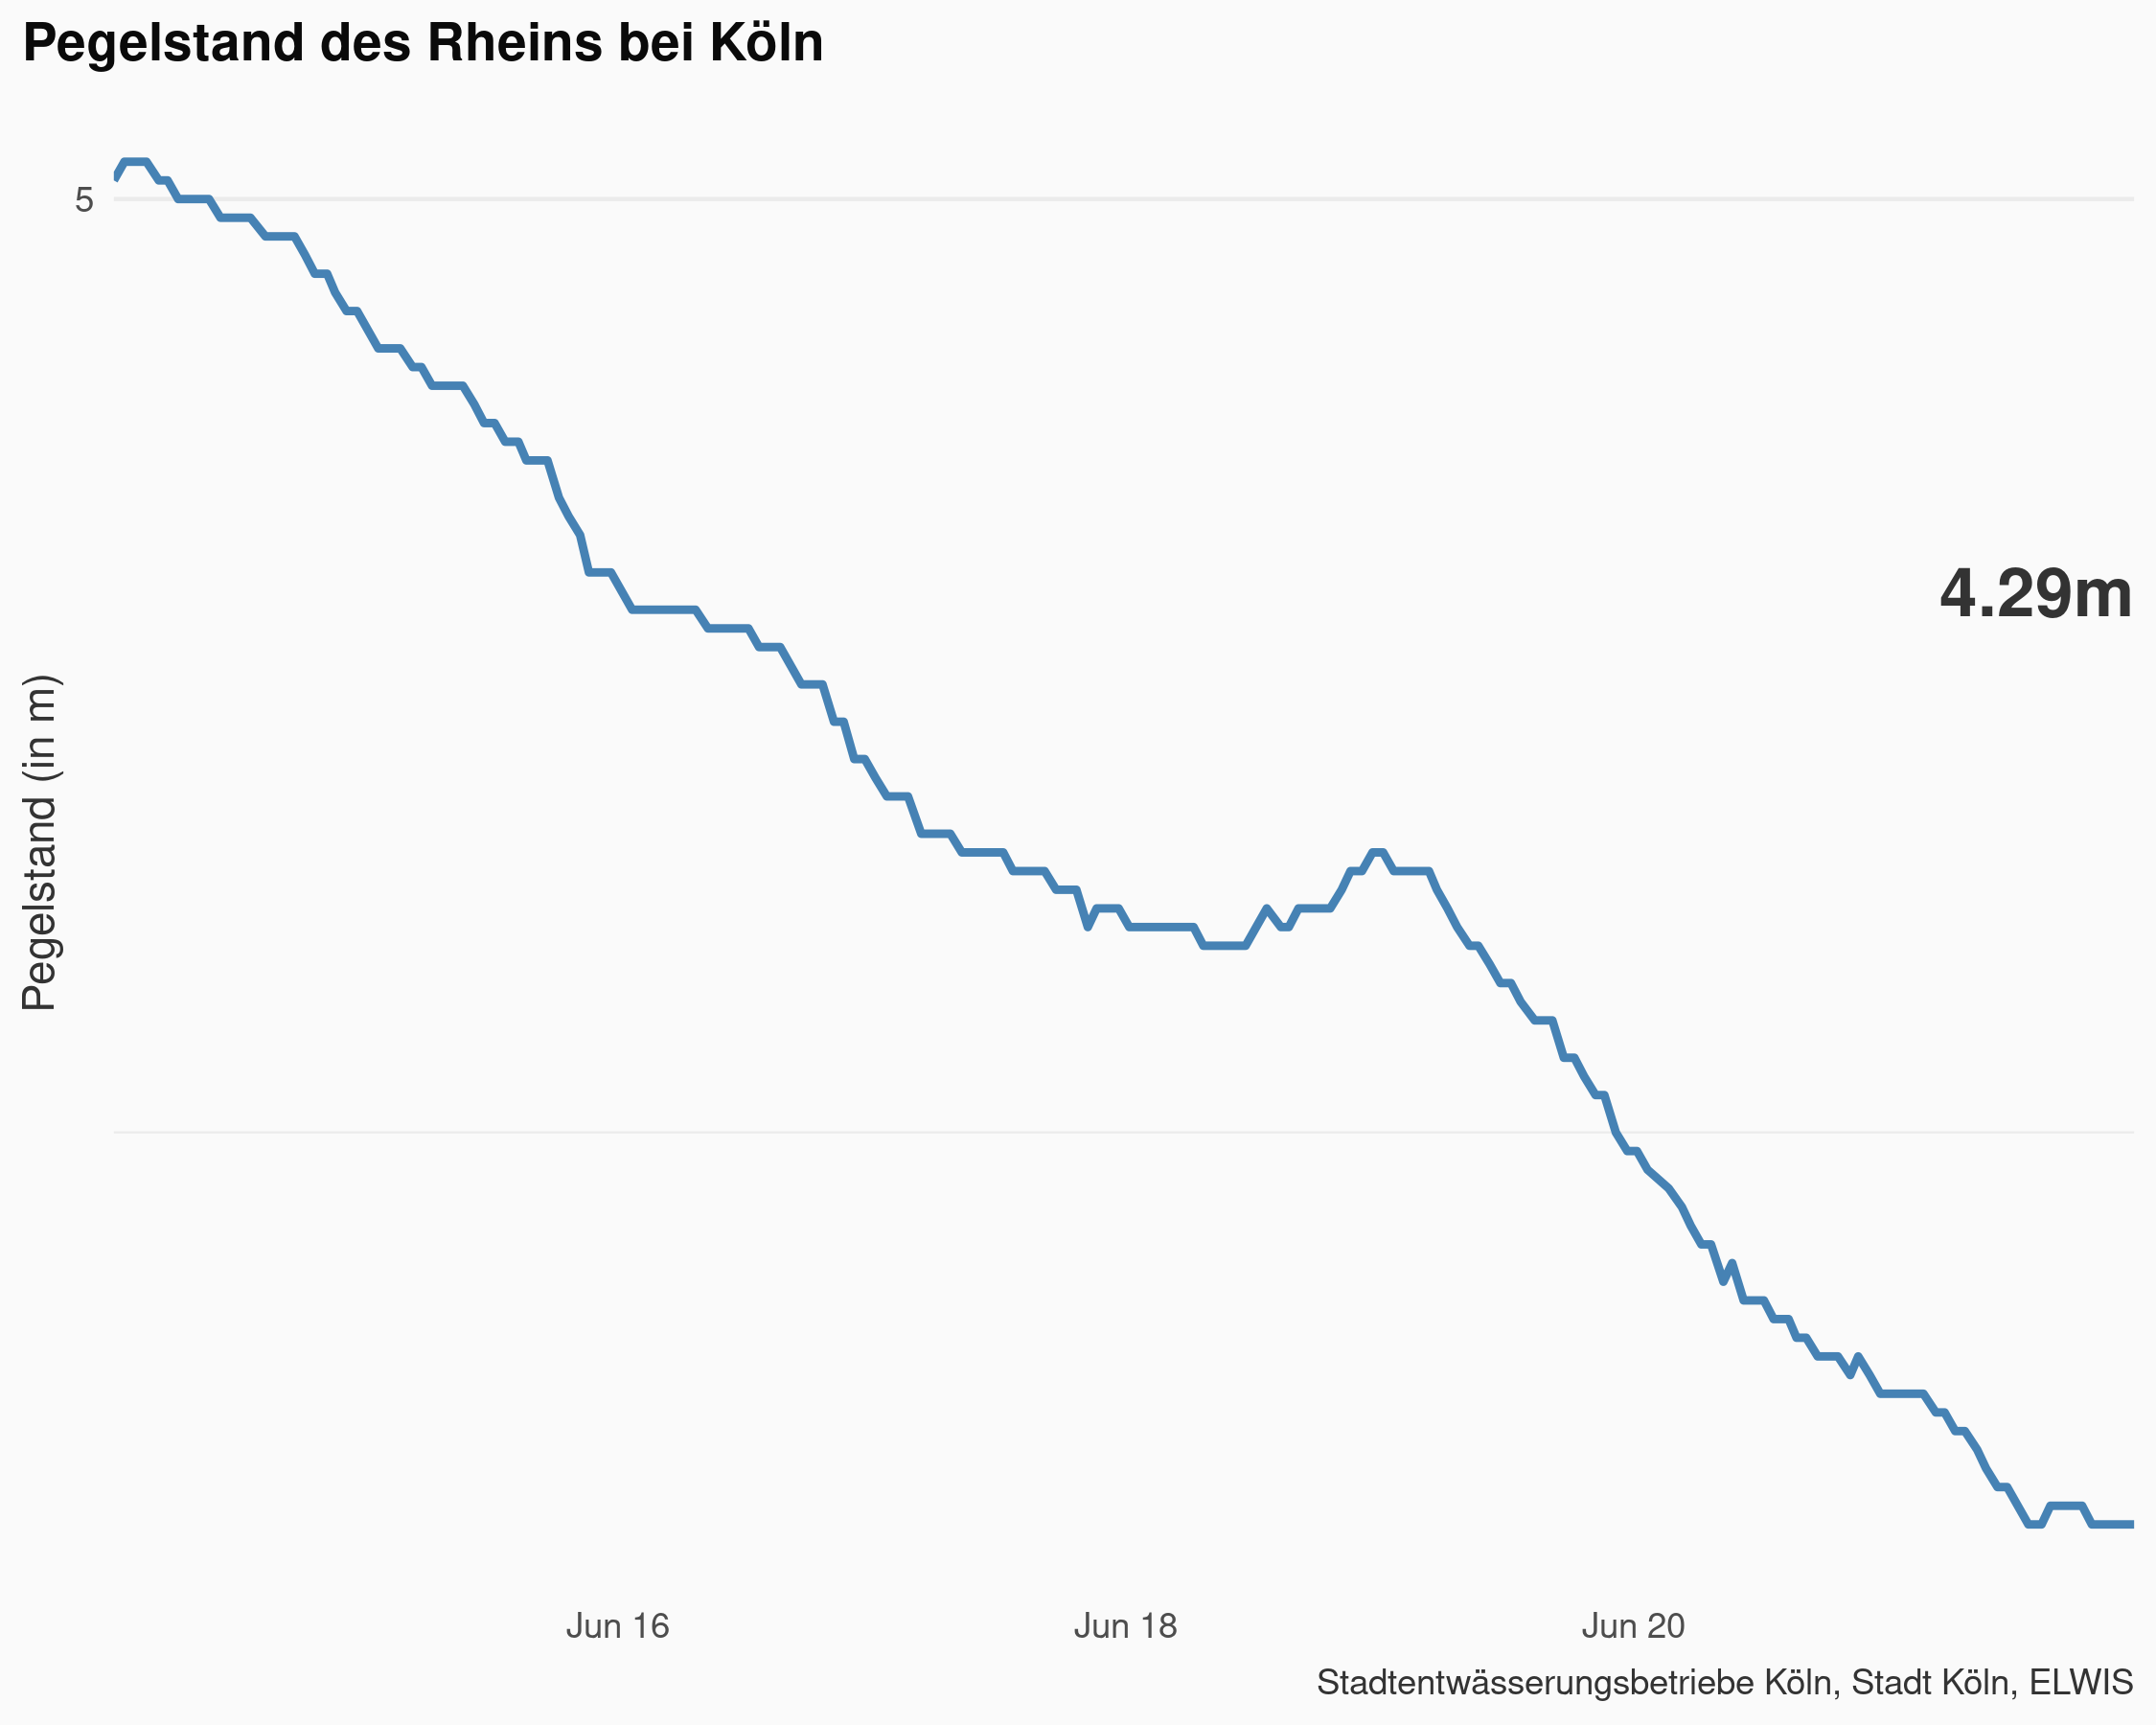 Pegelstand des Rheins bei Köln
5
4.29m
Pegelstand (in m)
Jun 16
Jun 18
Jun 20
Stadtentwässerungsbetriebe Köln, Stadt Köln, ELWIS